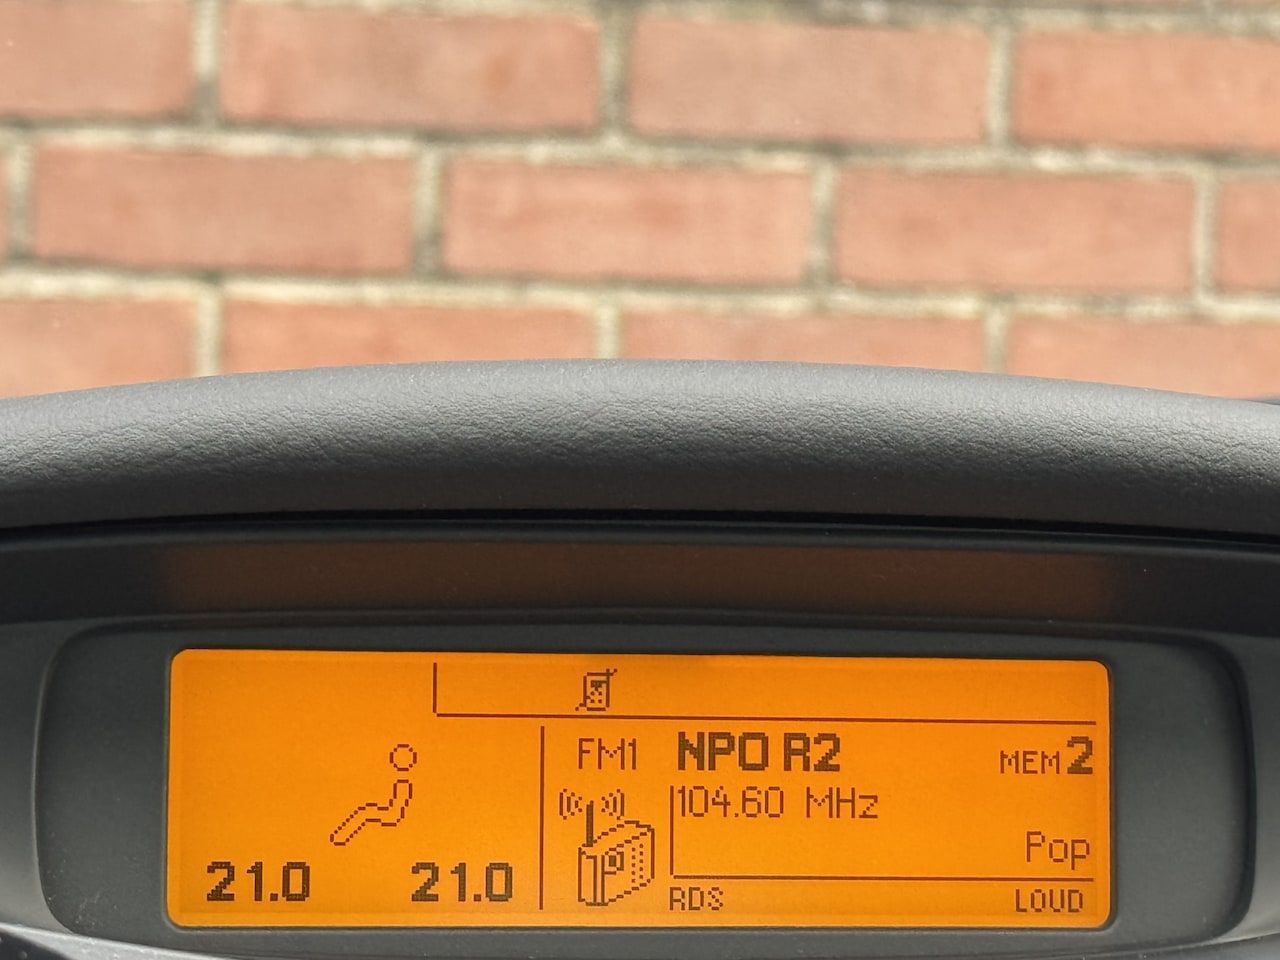 FM1 NPO R2 MEM 2
104.60 MHz
Pop
21.0 21.0
RDS LOUD